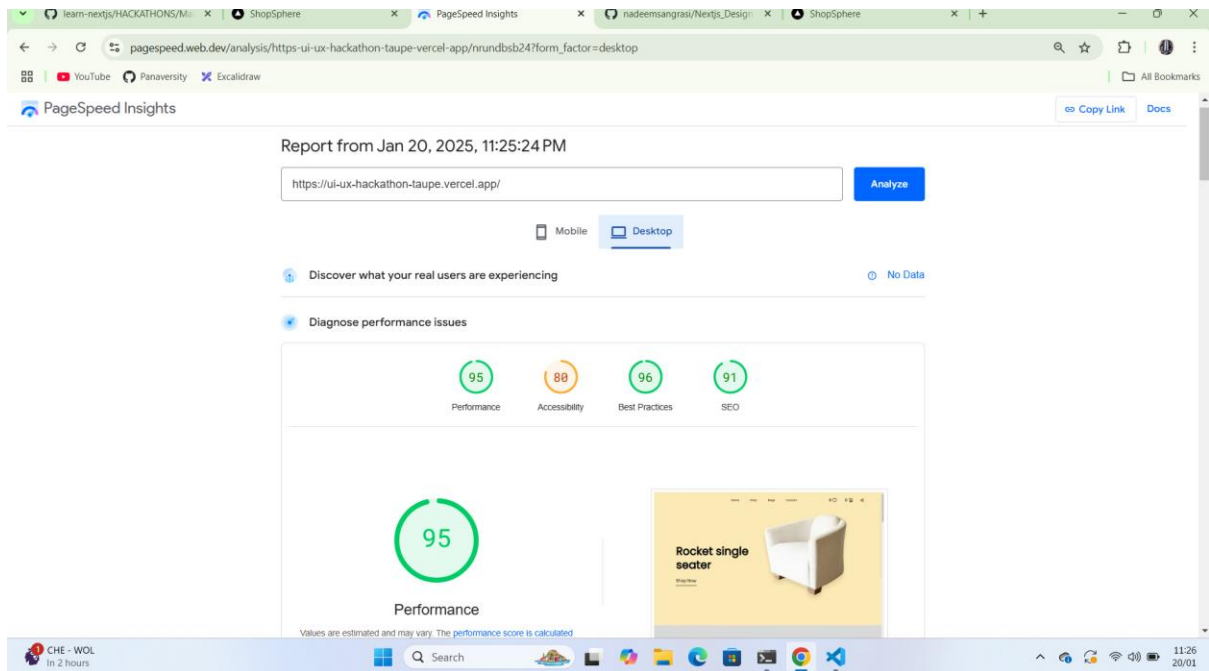 learn-nextjs/HACKATHONS/Ma
ShopSphere
PageSpeed Insights
nadeemsangrasi/Nextjs_Design
ShopSphere
pagespeed.web.dev/analysis/https-ui-ux-hackathon-taupe-vercel-app/nrundbsb24?form_factor=desktop
YouTube
Panaversity
Excalidraw
All Bookmarks
PageSpeed Insights
Copy Link
Docs
Report from Jan 20, 2025, 11:25:24 PM
https://ui-ux-hackathon-taupe.vercel.app/
Analyze
Mobile
Desktop
Discover what your real users are experiencing
No Data
Diagnose performance issues
95
80
96
91
Performance
Accessibility
Best Practices
SEO
95
Rocket single
seater
Shop Now
Performance
Values are estimated and may vary. The performance score is calculated
1
CHE - WOL
In 2 hours
Search
11:26
20/01